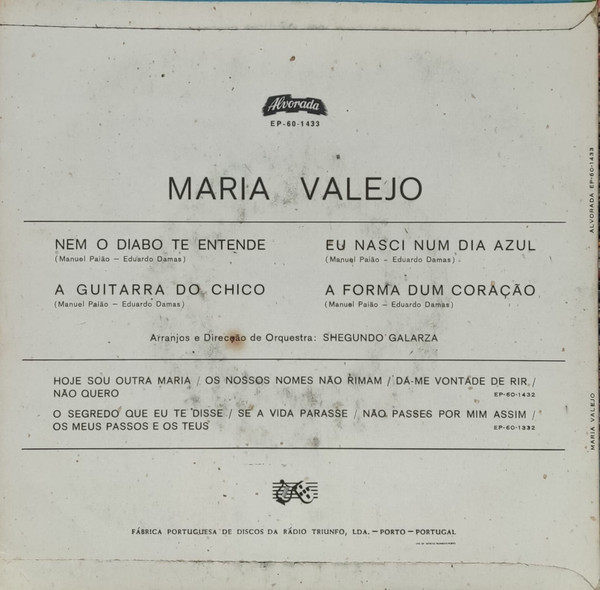 Alvorada
EP-60-1433
MARIA VALEJO
NEM O DIABO TE ENTENDE
(Manuel Paião – Eduardo Damas)
A GUITARRA DO CHICO
(Manuel Paião – Eduardo Damas)
EU NASCI NUM DIA AZUL
(Manuel Paião - Eduardo Damas)
A FORMA DUM CORAÇÃO
(Manuel Paião – Eduardo Damas)
Arranjos e Direcção de Orquestra: SHEGUNDO GALARZA
HOJE SOU OUTRA MARIA / OS NOSSOS NOMES NÃO RIMAM / DÁ-ME VONTADE DE RIR /
NÃO QUERO EP-60-1432
O SEGREDO QUE EU TE DISSE / SE A VIDA PARASSE / NÃO PASSES POR MIM ASSIM /
OS MEUS PASSOS E OS TEUS EP-60-1332
FÁBRICA PORTUGUESA DE DISCOS DA RÁDIO TRIUNFO, LDA. – PORTO – PORTUGAL
ALVORADA EP-60-1433
MARIA VALEJO